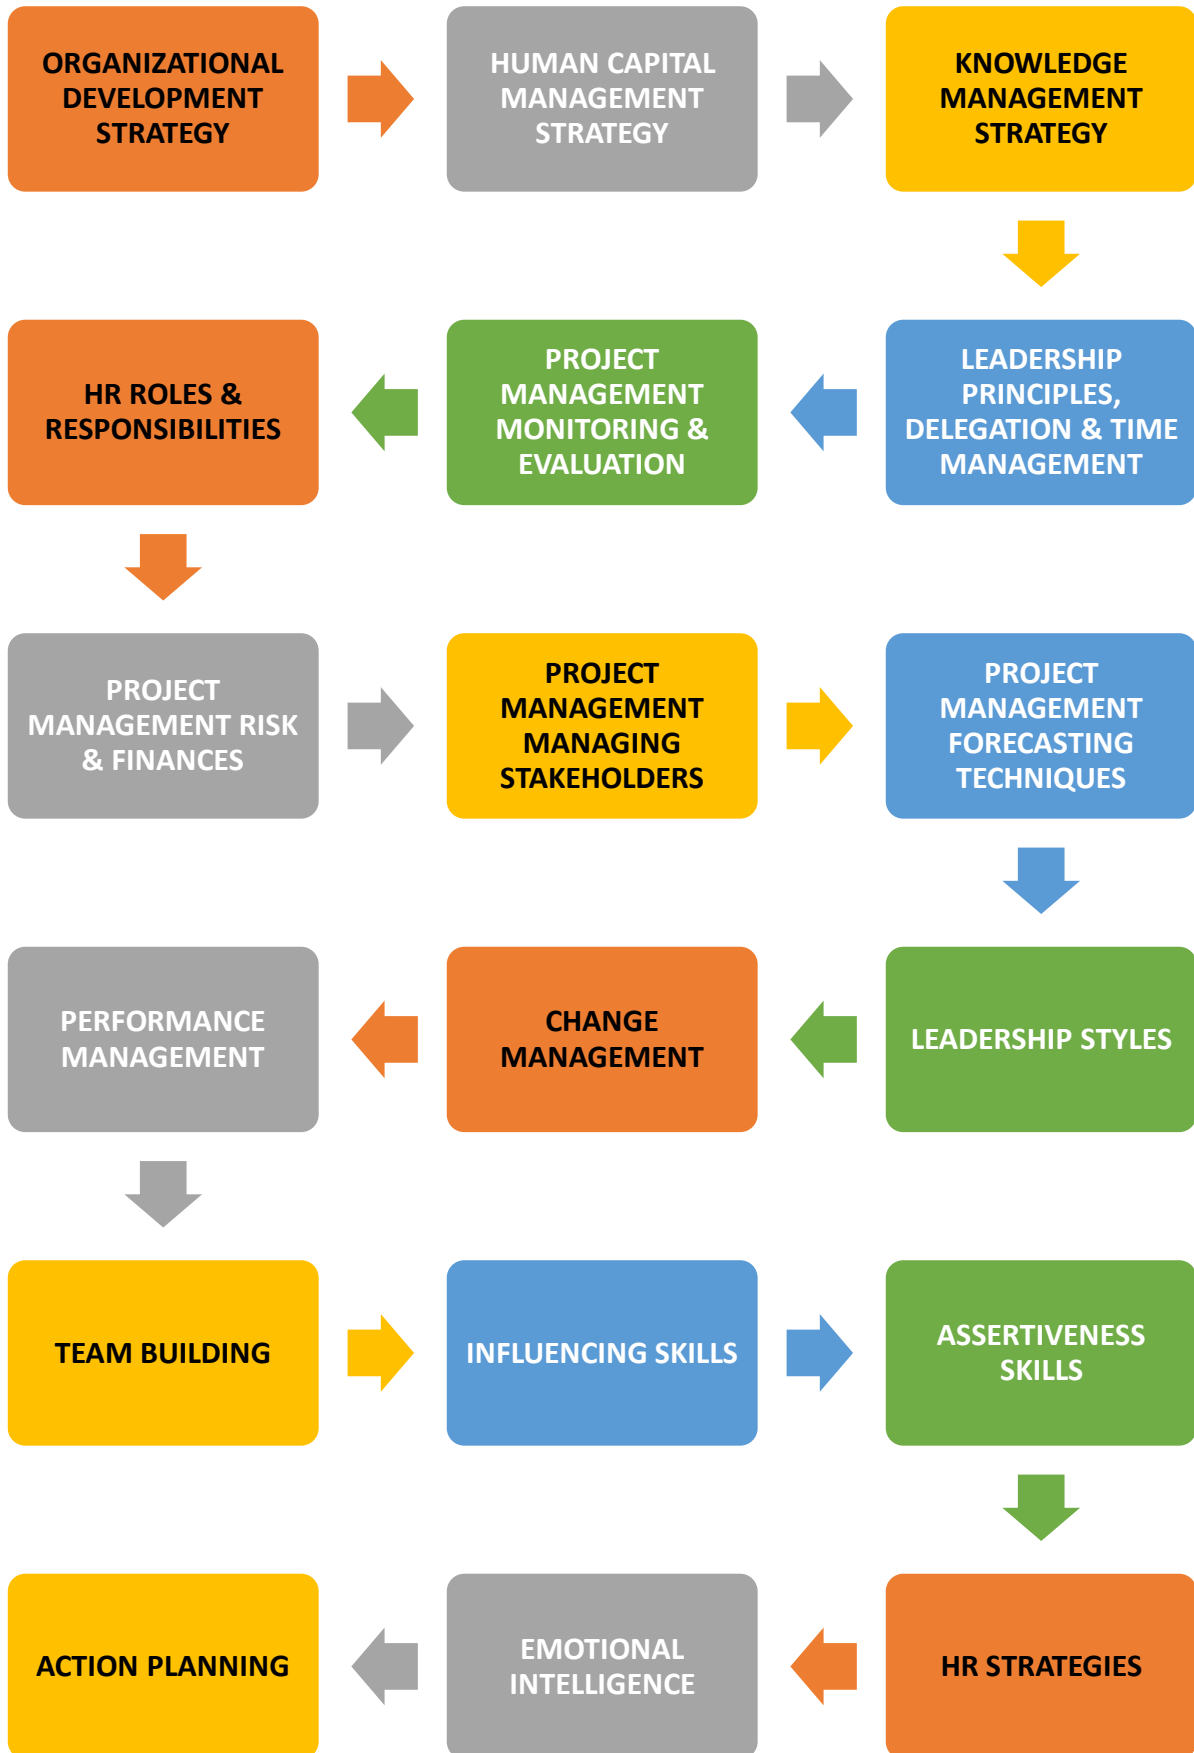 ORGANIZATIONAL
DEVELOPMENT
STRATEGY
HUMAN CAPITAL
MANAGEMENT
STRATEGY
KNOWLEDGE
MANAGEMENT
STRATEGY
LEADERSHIP
PRINCIPLES,
DELEGATION & TIME
MANAGEMENT
PROJECT
MANAGEMENT
MONITORING &
EVALUATION
HR ROLES &
RESPONSIBILITIES
PROJECT
MANAGEMENT RISK
& FINANCES
PROJECT
MANAGEMENT
MANAGING
STAKEHOLDERS
PROJECT
MANAGEMENT
FORECASTING
TECHNIQUES
LEADERSHIP STYLES
CHANGE
MANAGEMENT
PERFORMANCE
MANAGEMENT
TEAM BUILDING
INFLUENCING SKILLS
ASSERTIVENESS
SKILLS
HR STRATEGIES
EMOTIONAL
INTELLIGENCE
ACTION PLANNING